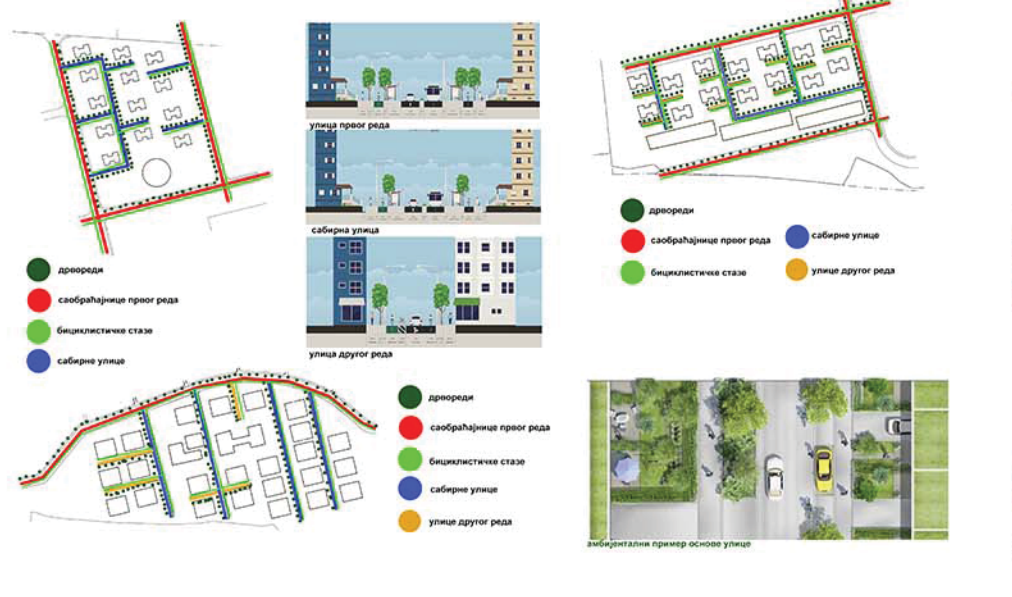 улица првог реда
сабирна улица
улица другог реда
дрвореди
саобраћајнице првог реда
бициклистичке стазе
сабирне улице
дрвореди
саобраћајнице првог реда
бициклистичке стазе
сабирне улице
улице другог реда
дрвореди
саобраћајнице првог реда
бициклистичке стазе
сабирне улице
улице другог реда
амбијентални пример основе улице